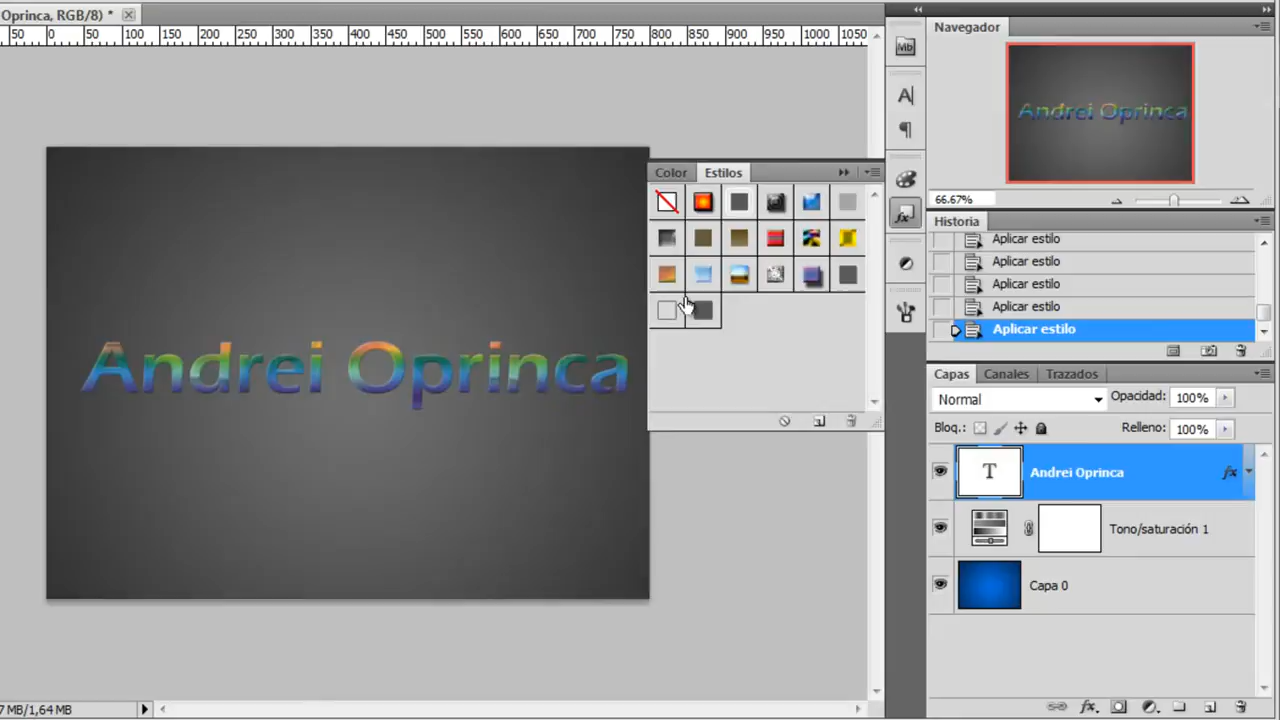 Oprinca, RGB/8) *
50 0 50 100 150 200 250 300 350 400 450 500 550 600 650 700 750 800 850 900 950 1000 1050
Mb
Navegador
Andrei Oprinca
66.67%
Color Estilos
Historia
Aplicar estilo
Aplicar estilo
Aplicar estilo
Aplicar estilo
Aplicar estilo
Andrei Oprinca
Capas Canales Trazados
Normal Opacidad: 100%
Bloq.: Relleno: 100%
T Andrei Oprinca fx
Tono/saturación 1
Capa 0
7 MB/1,64 MB
fx.